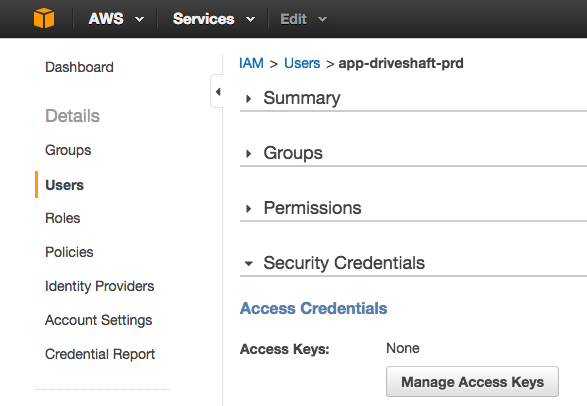 AWS Services Edit
Dashboard
Details
Groups
Users
Roles
Policies
Identity Providers
Account Settings
Credential Report
IAM > Users > app-driveshaft-prd
Summary
Groups
Permissions
Security Credentials
Access Credentials
Access Keys: None
Manage Access Keys